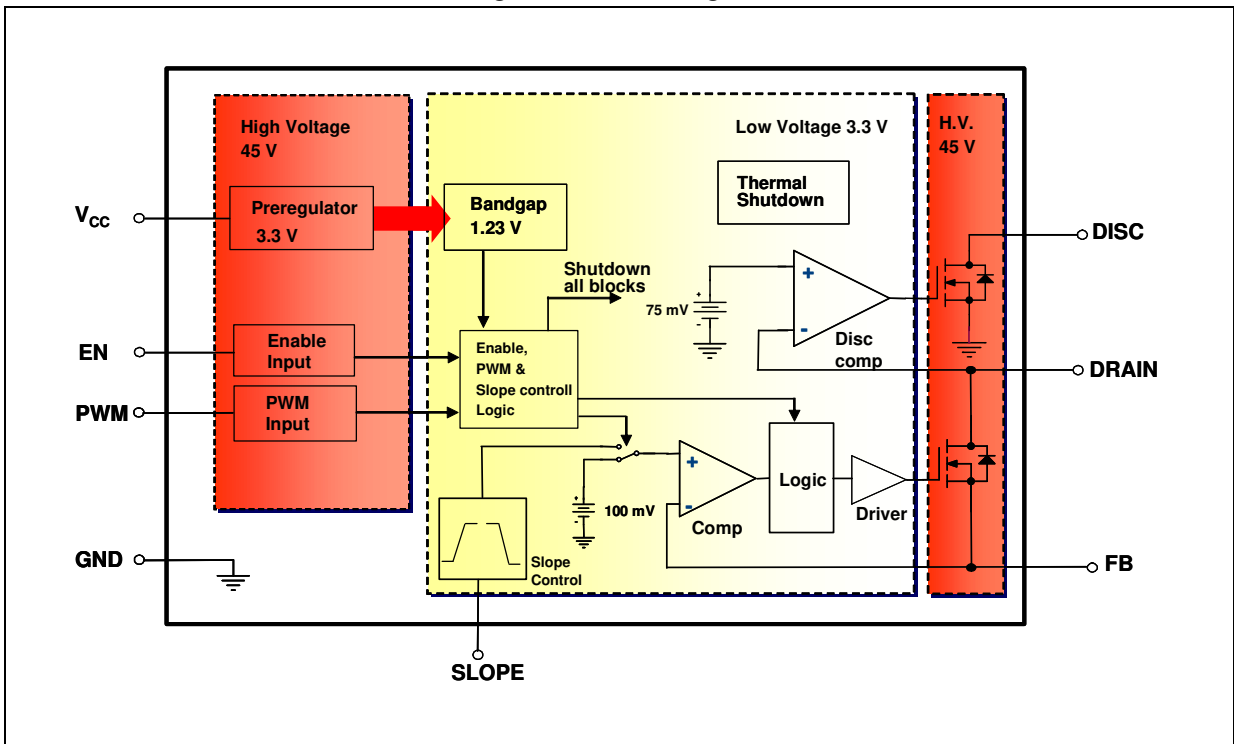 High Voltage
45 V
Low Voltage 3.3 V
H.V.
45 V
Thermal
Shutdown
VCC
Preregulator
3.3 V
Bandgap
1.23 V
DISC
Shutdown
all blocks
+
75 mV
-
+
-
Disc
comp
EN
Enable
Input
Enable,
PWM &
Slope controll
Logic
DRAIN
PWM
PWM
Input
+
100 mV
-
+
-
Comp
Logic
Driver
GND
Slope
Control
FB
SLOPE